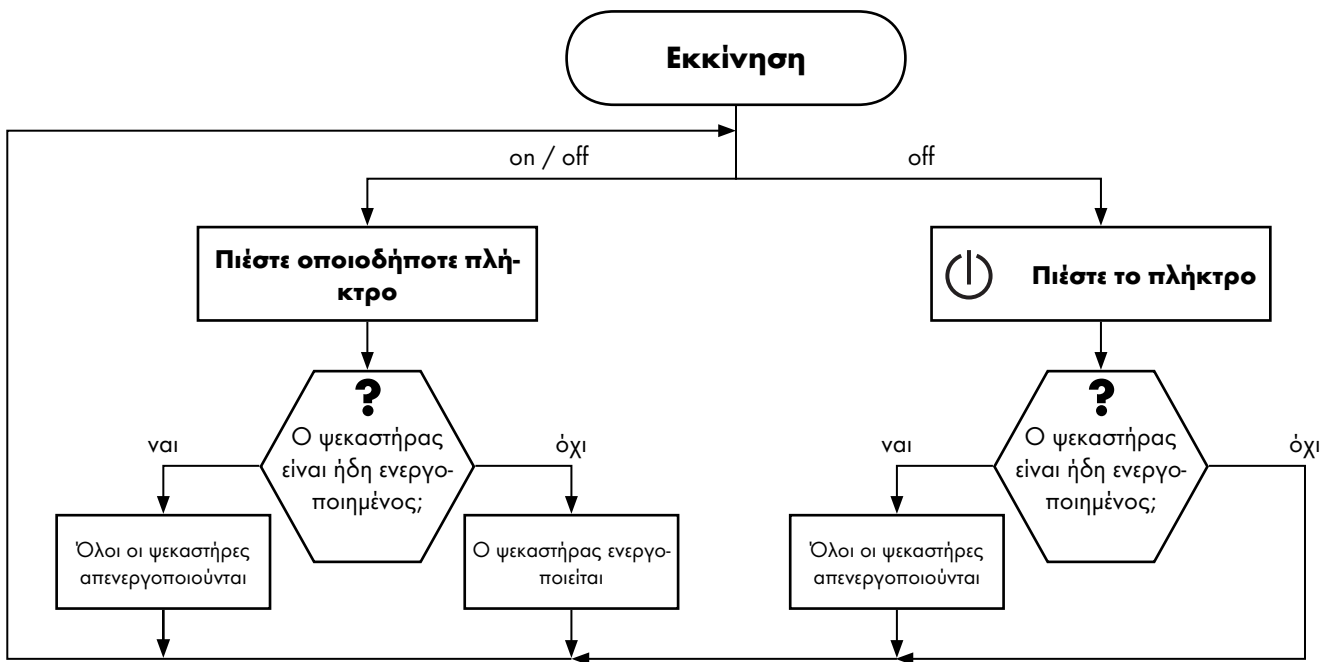 Εκκίνηση
on / off
off
Πιέστε οποιοδήποτε πλή-
κτρο
Πιέστε το πλήκτρο
?
Ο ψεκαστήρας
είναι ήδη ενεργο-
ποιημένος;
ναι
όχι
Όλοι οι ψεκαστήρες
απενεργοποιούνται
Ο ψεκαστήρας ενεργο-
ποιείται
?
Ο ψεκαστήρας
είναι ήδη ενεργο-
ποιημένος;
ναι
όχι
Όλοι οι ψεκαστήρες
απενεργοποιούνται